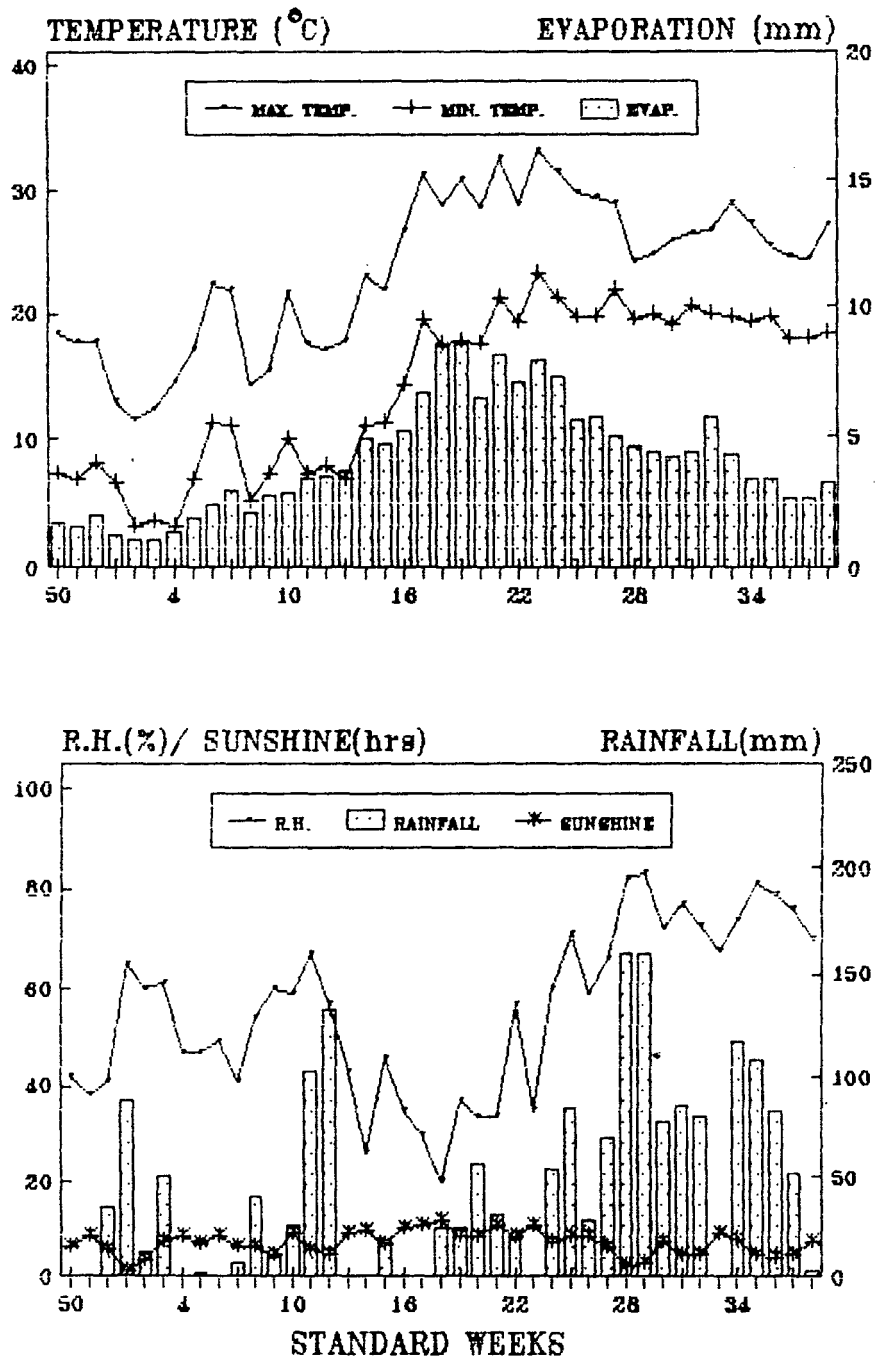 TEMPERATURE (°C) EVAPORATION (mm)
40 20
MAX. TEMP. MIN. TEMP. EVAP.
30 15
20 10
10 5
0 0
50 4 10 16 22 28 34
R.H.(%)/ SUNSHINE(hrs) RAINFALL(mm)
100 250
R.H. RAINFALL SUNSHINE
80 200
60 150
40 100
20 50
0 0
50 4 10 16 22 28 34
STANDARD WEEKS